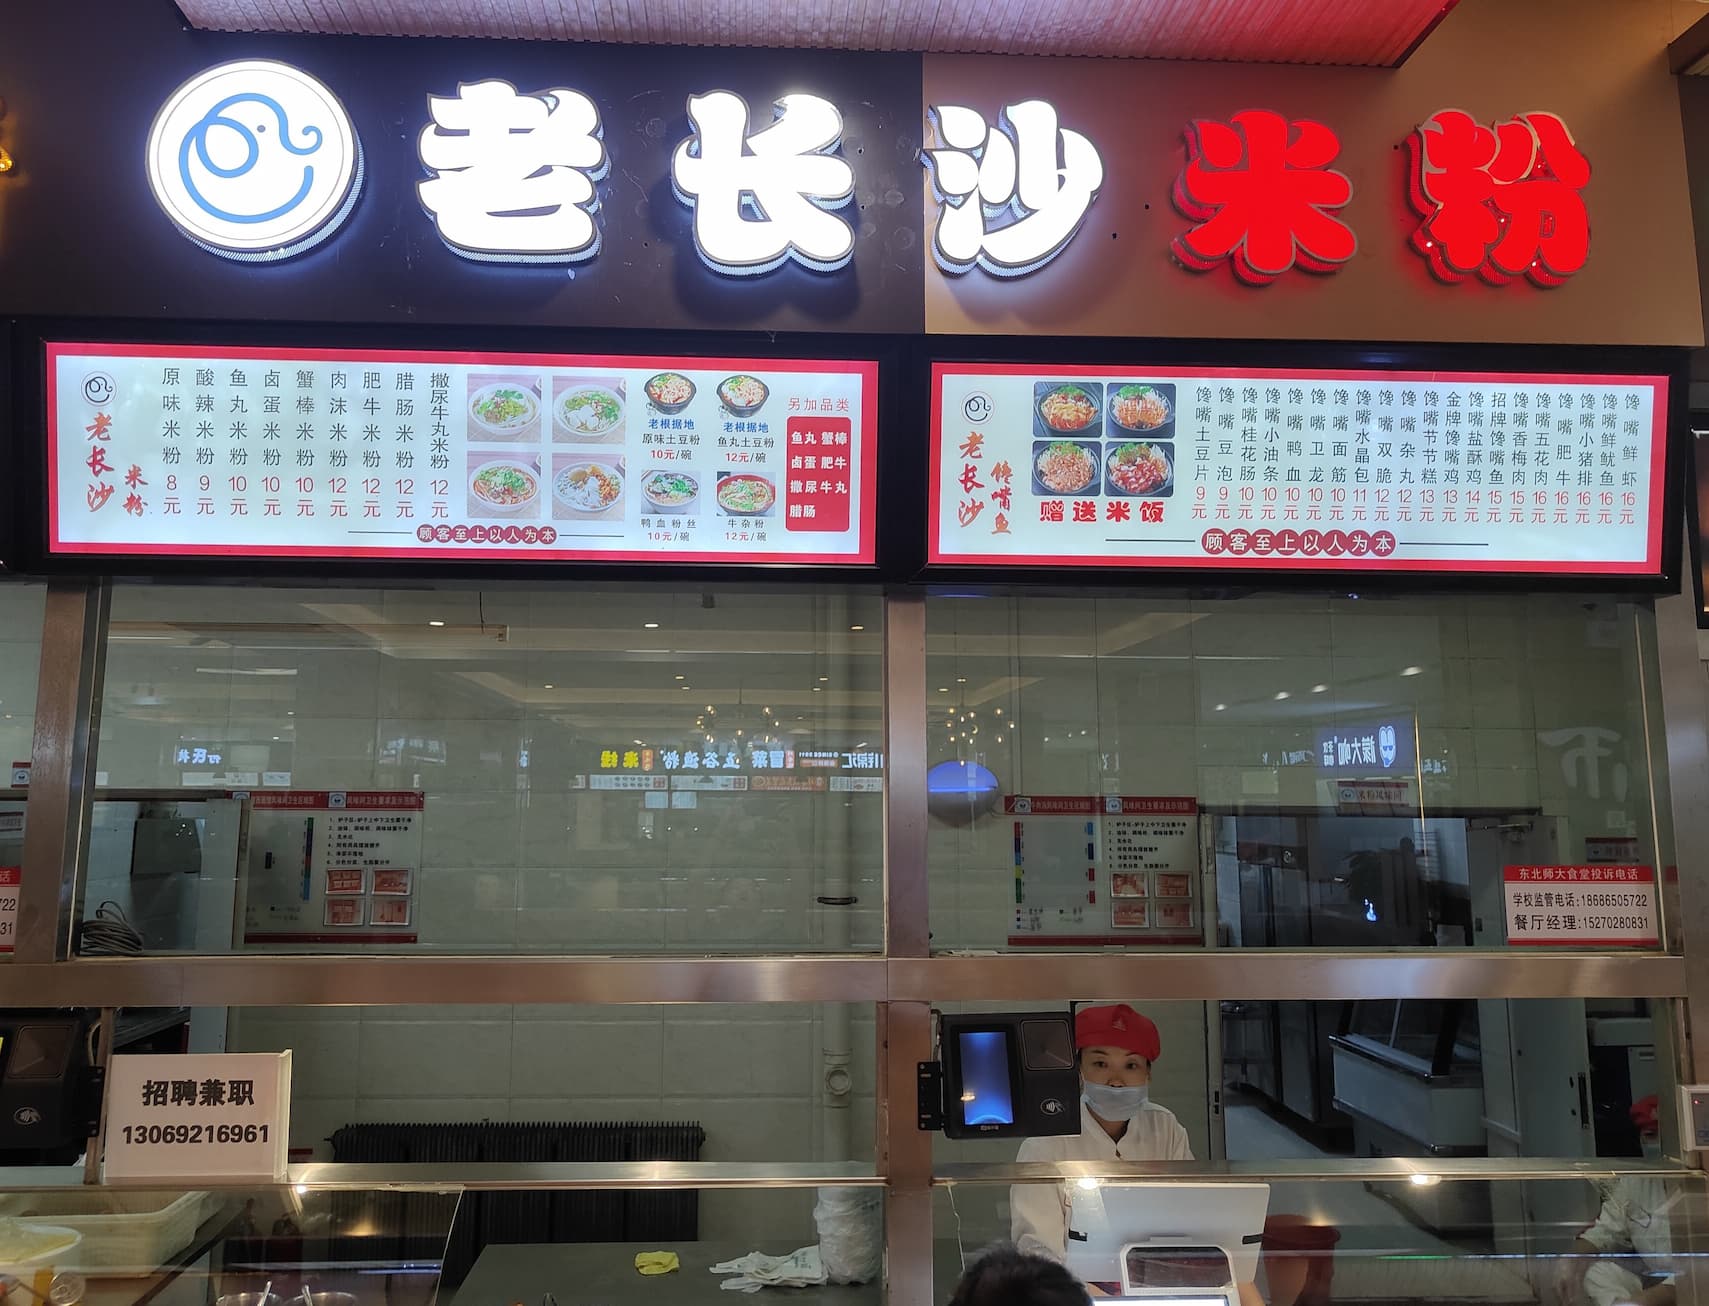 老长沙米粉
老长沙
米粉
原味米粉 8元
酸辣米粉 9元
鱼丸米粉 10元
卤蛋米粉 10元
蟹棒米粉 10元
肉沫米粉 12元
肥牛米粉 12元
腊肠米粉 12元
撒尿牛丸米粉 12元
老根据地
原味土豆粉
10元/碗
老根据地
鱼丸土豆粉
12元/碗
鸭血粉丝
10元/碗
牛杂粉
12元/碗
另加品类
鱼丸 蟹棒
卤蛋 肥牛
撒尿牛丸
腊肠
顾客至上以人为本
老长沙
馋嘴鱼
赠送米饭
馋嘴土豆片 9元
馋嘴豆泡 9元
馋嘴桂花肠 10元
馋嘴小油条 10元
馋嘴鸭血 10元
馋嘴卫龙 10元
馋嘴面筋 10元
馋嘴水晶包 11元
馋嘴双脆 12元
馋嘴杂丸 12元
馋嘴节节糕 13元
金牌馋嘴鸡 13元
馋嘴盐酥鸡 14元
招牌馋嘴鱼 15元
馋嘴香梅肉 15元
馋嘴五花肉 16元
馋嘴肥牛 16元
馋嘴小猪排 16元
馋嘴鲜鱿鱼 16元
馋嘴鲜虾 16元
顾客至上以人为本
东北师大食堂投诉电话
学校监管电话:18686505722
餐厅经理:15270280831
话
722
31
招聘兼职
13069216961